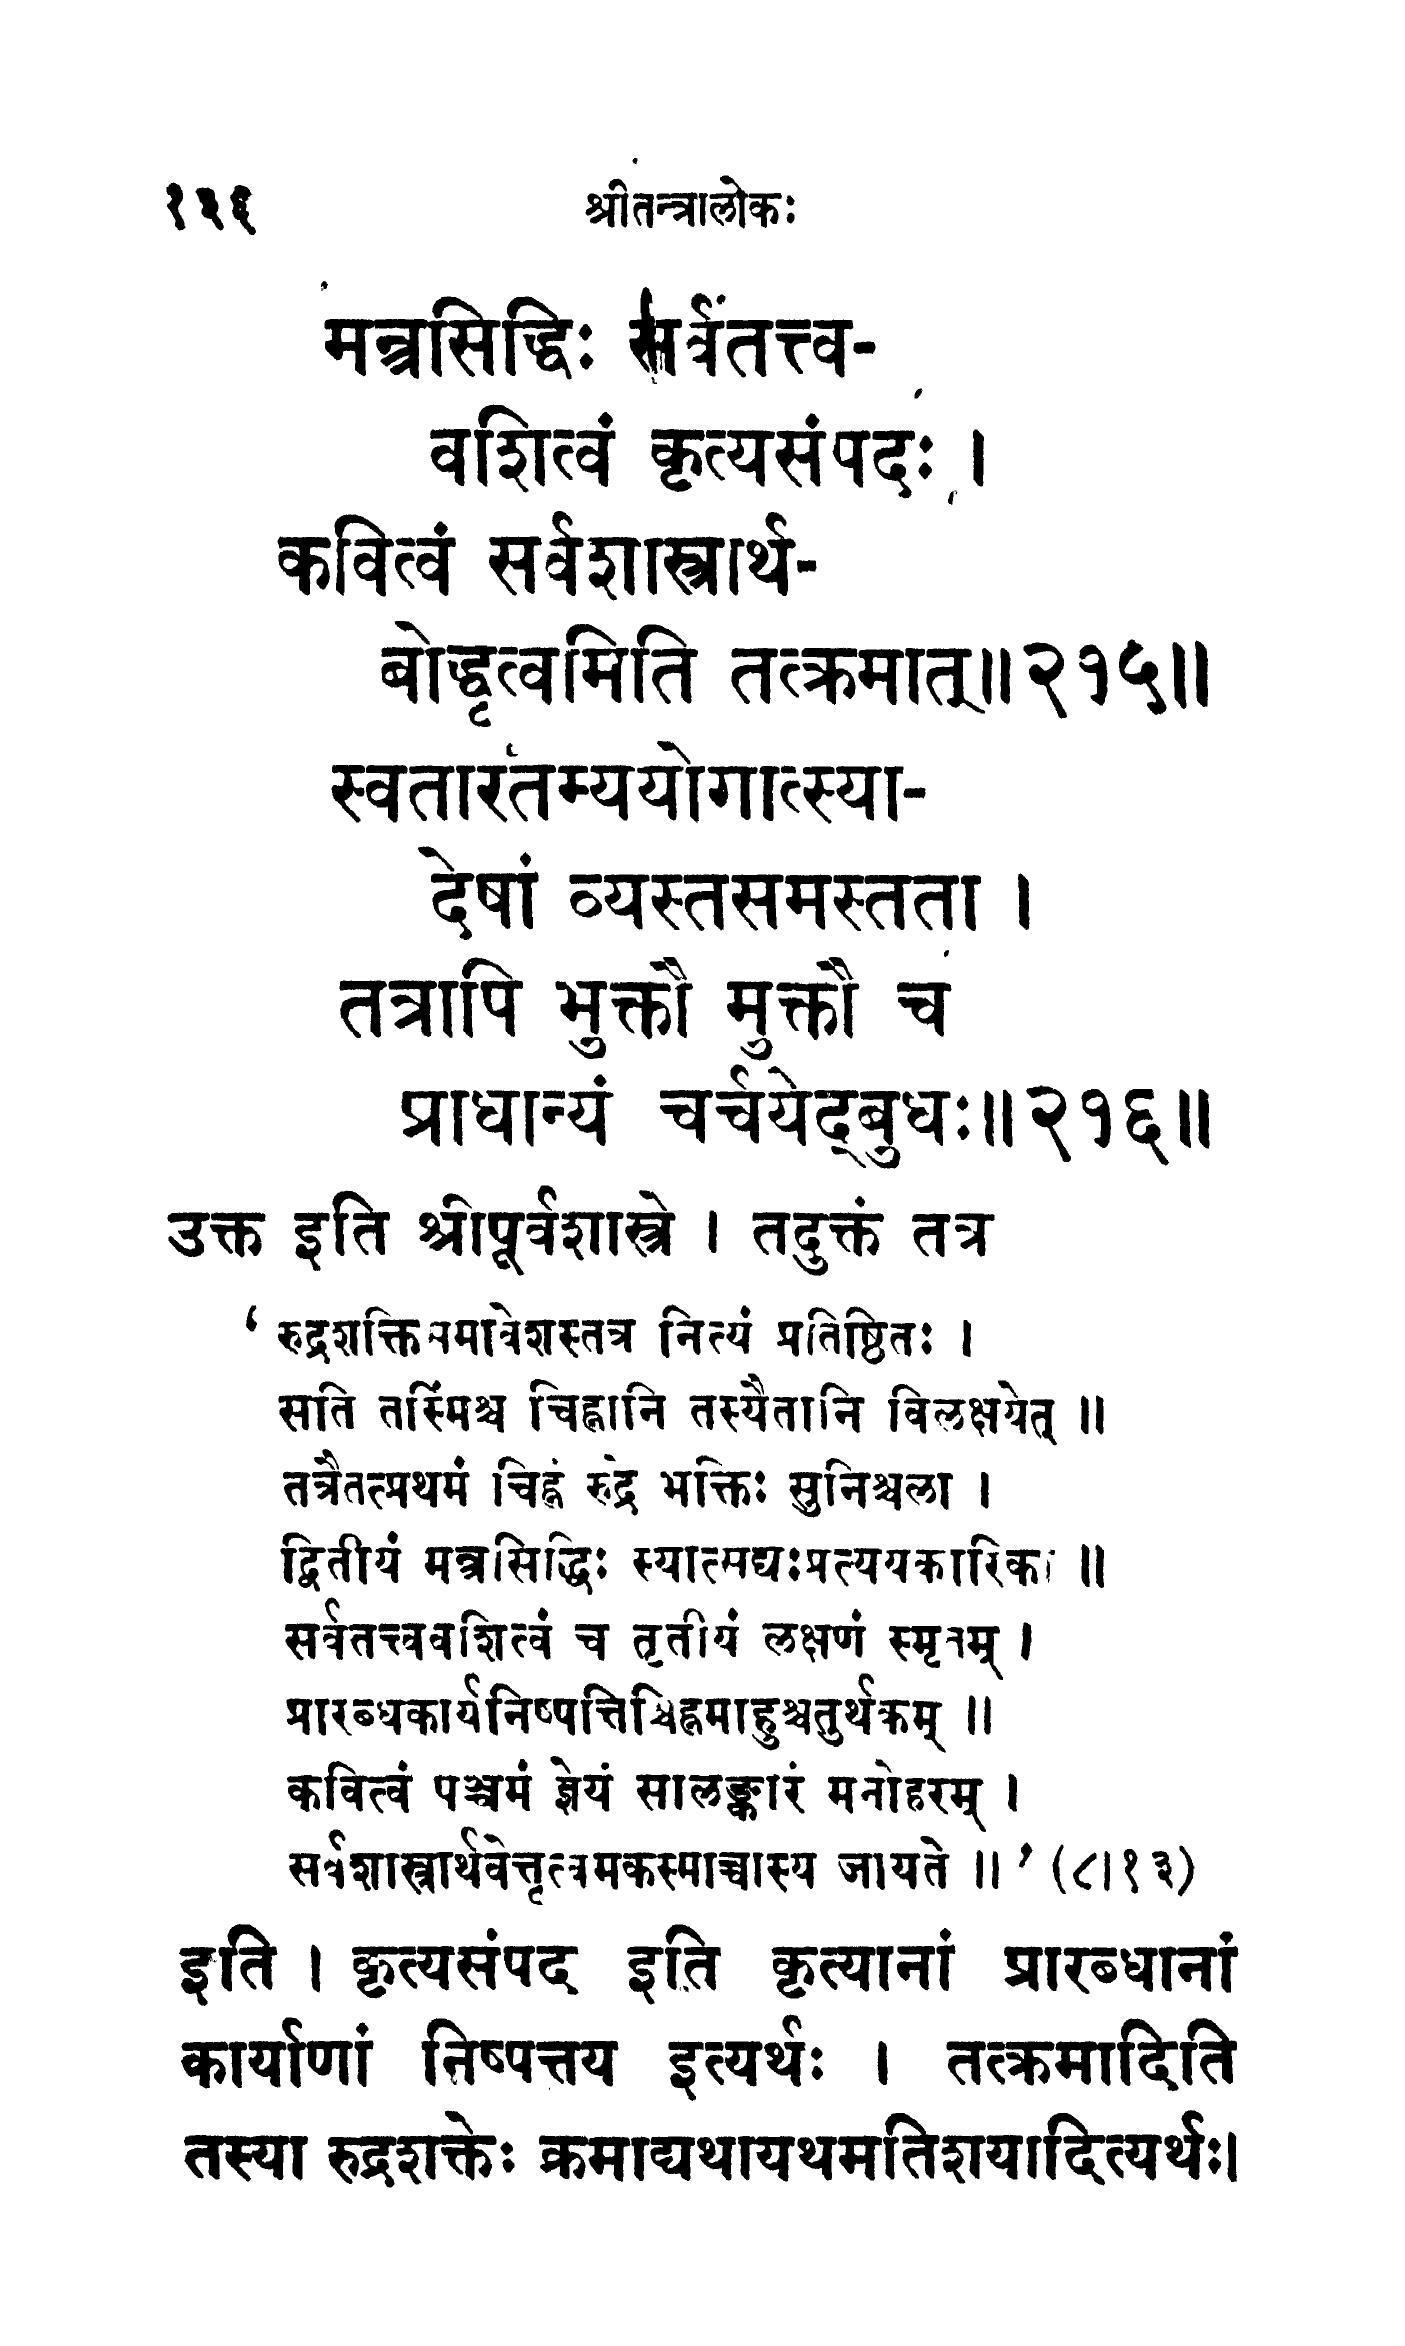 १३६ श्रीतन्त्रालोकः
मन्त्रसिद्धिः सर्वतत्त्व-
वशित्वं कृत्यसंपदः ।
कवित्वं सर्वशास्त्रार्थ-
बोद्धृत्वमिति तत्क्रमात्॥२१५॥
स्वतारतम्ययोगात्स्या-
देषां व्यस्तसमस्तता ।
तत्रापि भुक्तौ मुक्तौ च
प्राधान्यं चर्चयेद्बुधः॥२१६॥
उक्त इति श्रीपूर्वशास्त्रे । तदुक्तं तत्र
‘रुद्रशक्तिसमावेशस्तत्र नित्यं प्रतिष्ठितः ।
सति तस्मिंश्च चिह्नानि तस्यैतानि विलक्षयेत् ॥
तत्रैतत्प्रथमं चिह्नं रुद्रे भक्तिः सुनिश्चला ।
द्वितीयं मन्त्रसिद्धिः स्यात्सद्यःप्रत्ययकारिका ॥
सर्वतत्त्ववशित्वं च तृतीयं लक्षणं स्मृतम् ।
प्रारब्धकार्यनिष्पत्तिश्चिह्नमाहुश्चतुर्थकम् ॥
कवित्वं पञ्चमं ज्ञेयं सालङ्कारं मनोहरम् ।
सर्वशास्त्रार्थवेत्तृत्वमकस्माच्चास्य जायते ॥’ (८।१३)
इति । कृत्यसंपद इति कृत्यानां प्रारब्धानां
कार्याणां निष्पत्तय इत्यर्थः । तत्क्रमादिति
तस्या रुद्रशक्तेः क्रमाद्यथायथमतिशयादित्यर्थः।